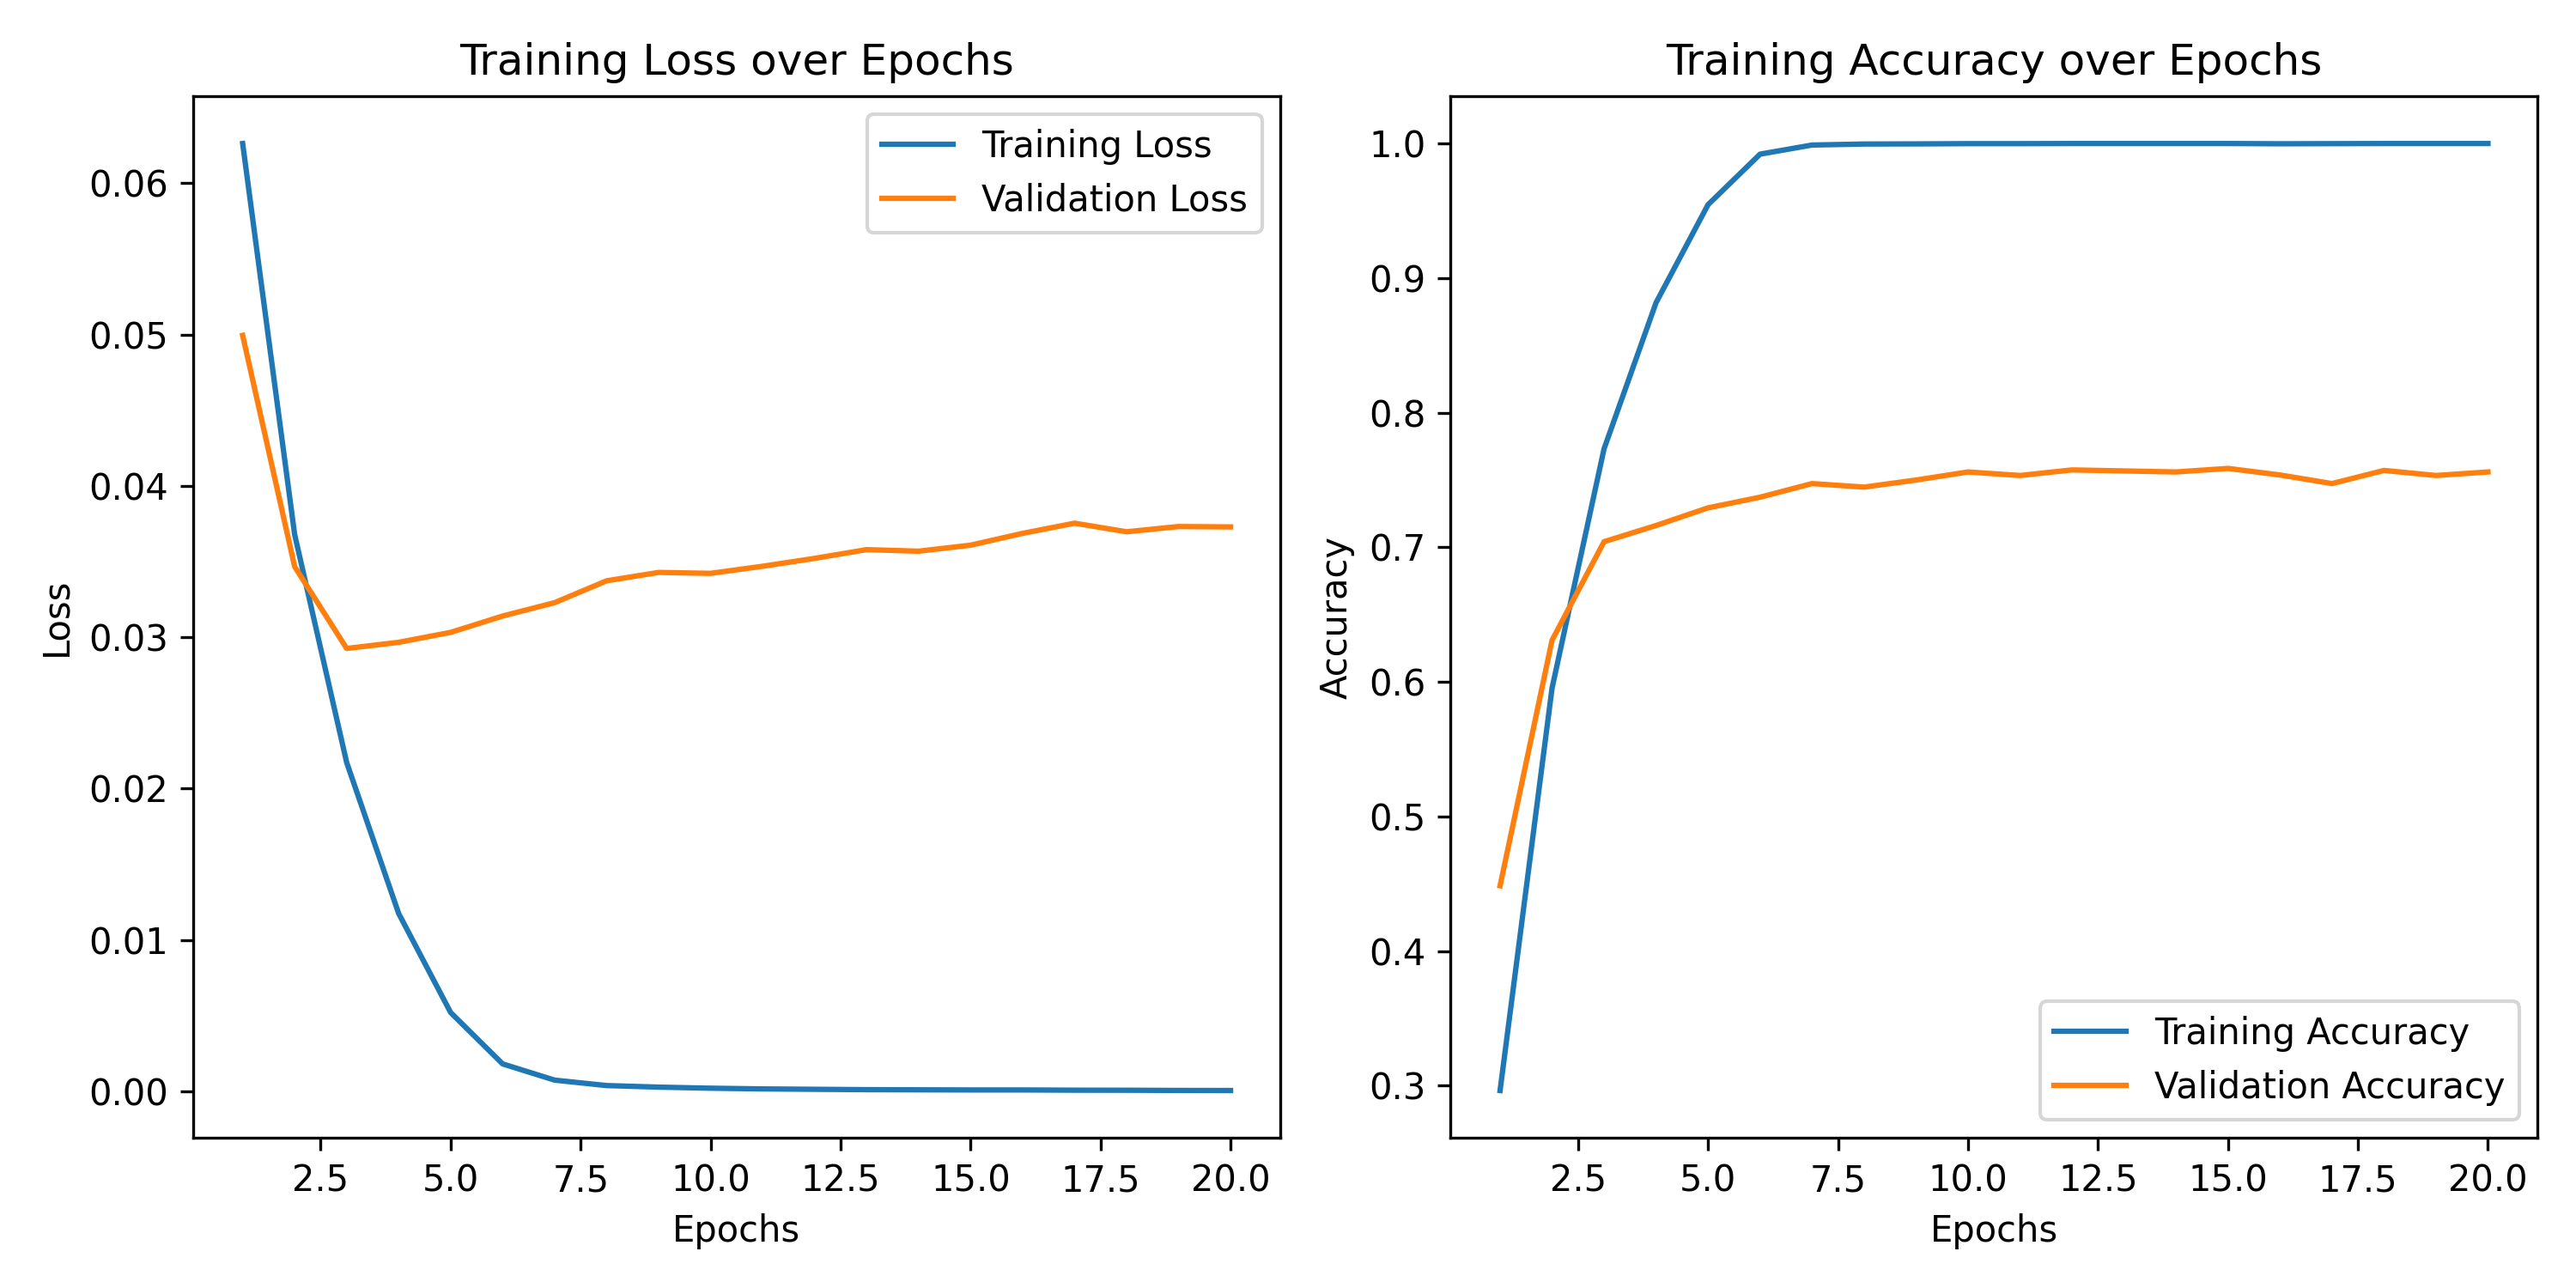 Training Loss over Epochs
Training Loss
Validation Loss
0.06
0.05
0.04
0.03
0.02
0.01
0.00
Loss
2.5 5.0 7.5 10.0 12.5 15.0 17.5 20.0
Epochs
Training Accuracy over Epochs
1.0
0.9
0.8
0.7
0.6
0.5
0.4
0.3
Accuracy
Training Accuracy
Validation Accuracy
2.5 5.0 7.5 10.0 12.5 15.0 17.5 20.0
Epochs